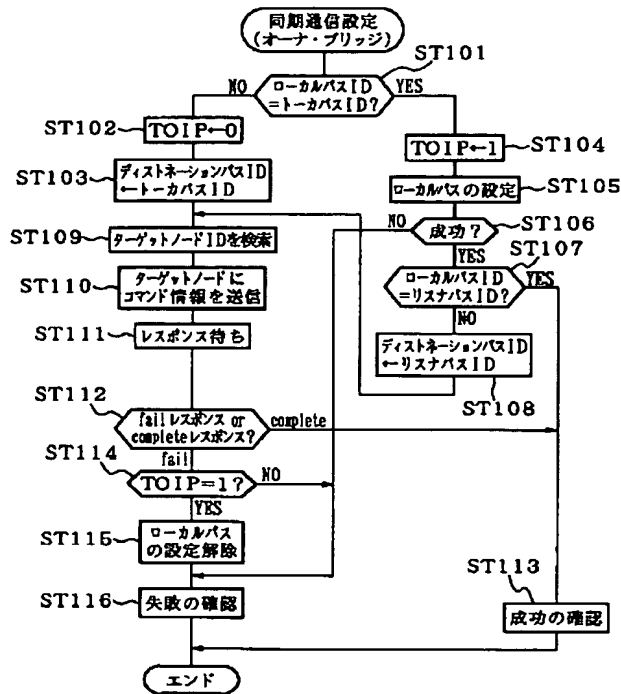 同期通信設定
(オーナ・ブリッジ)
ST101
ローカルバスID
=トーカバスID?
NO
YES
ST102
TOIP←0
ST104
TOIP←1
ST103
ディストネーションバスID
←トーカバスID
ST105
ローカルバスの設定
ST106
成功?
NO
YES
ST109
ターゲットノードIDを検索
ST107
ローカルバスID
=リスナバスID?
YES
NO
ST110
ターゲットノードに
コマンド情報を送信
ST111
レスポンス待ち
ディストネーションバスID
←リスナバスID
ST108
ST112
failレスポンス or
completeレスポンス?
complete
fail
ST114
TOIP=1?
NO
YES
ST115
ローカルバス
の設定解除
ST116
失敗の確認
ST113
成功の確認
エンド